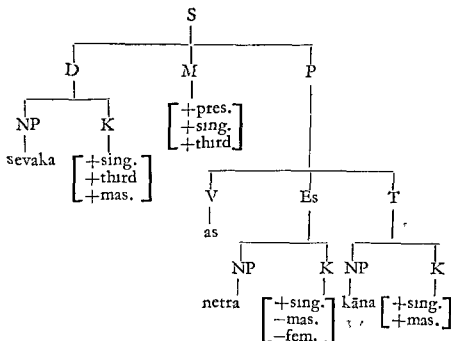 S
D M P
[+pres.
+sing.
+third]
NP K
sevaka [+sing.
+third
+mas.]
V Es T
as
NP K NP K
netra [+sing.
−mas.
−fem.] kāna [+sing.
+mas.]